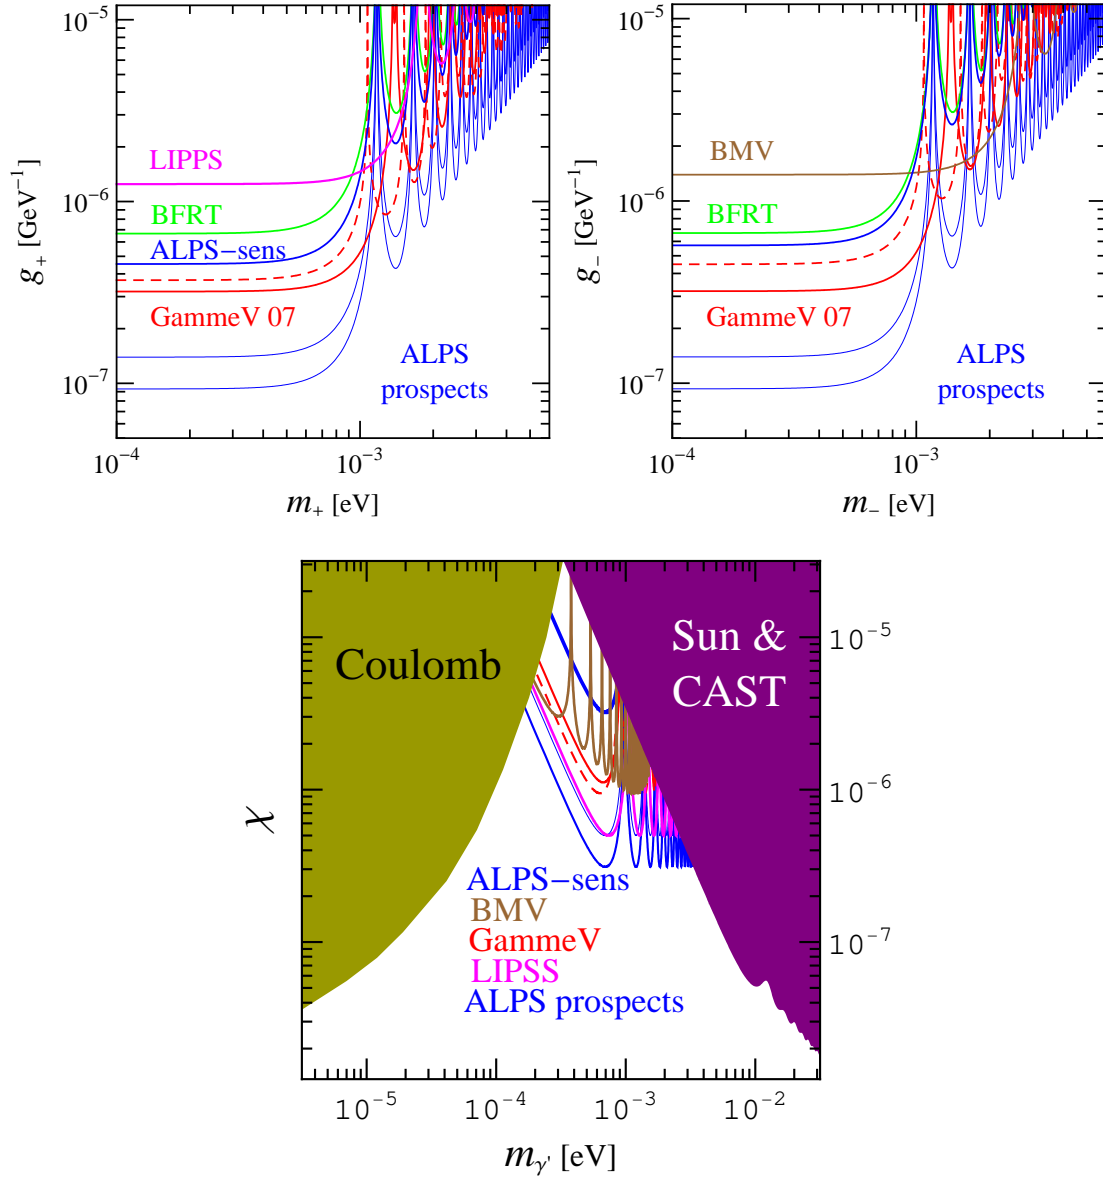 10⁻⁵
10⁻⁶
10⁻⁷
g₊ [GeV⁻¹]
LIPPS
BFRT
ALPS−sens
GammeV 07
ALPS
prospects
10⁻⁴
10⁻³
m₊ [eV]
10⁻⁵
10⁻⁶
10⁻⁷
g₋ [GeV⁻¹]
BMV
BFRT
GammeV 07
ALPS
prospects
10⁻⁴
10⁻³
m₋ [eV]
Coulomb
Sun &
CAST
10⁻⁵
10⁻⁶
10⁻⁷
χ
ALPS−sens
BMV
GammeV
LIPSS
ALPS prospects
10⁻⁵
10⁻⁴
10⁻³
10⁻²
m_γ' [eV]